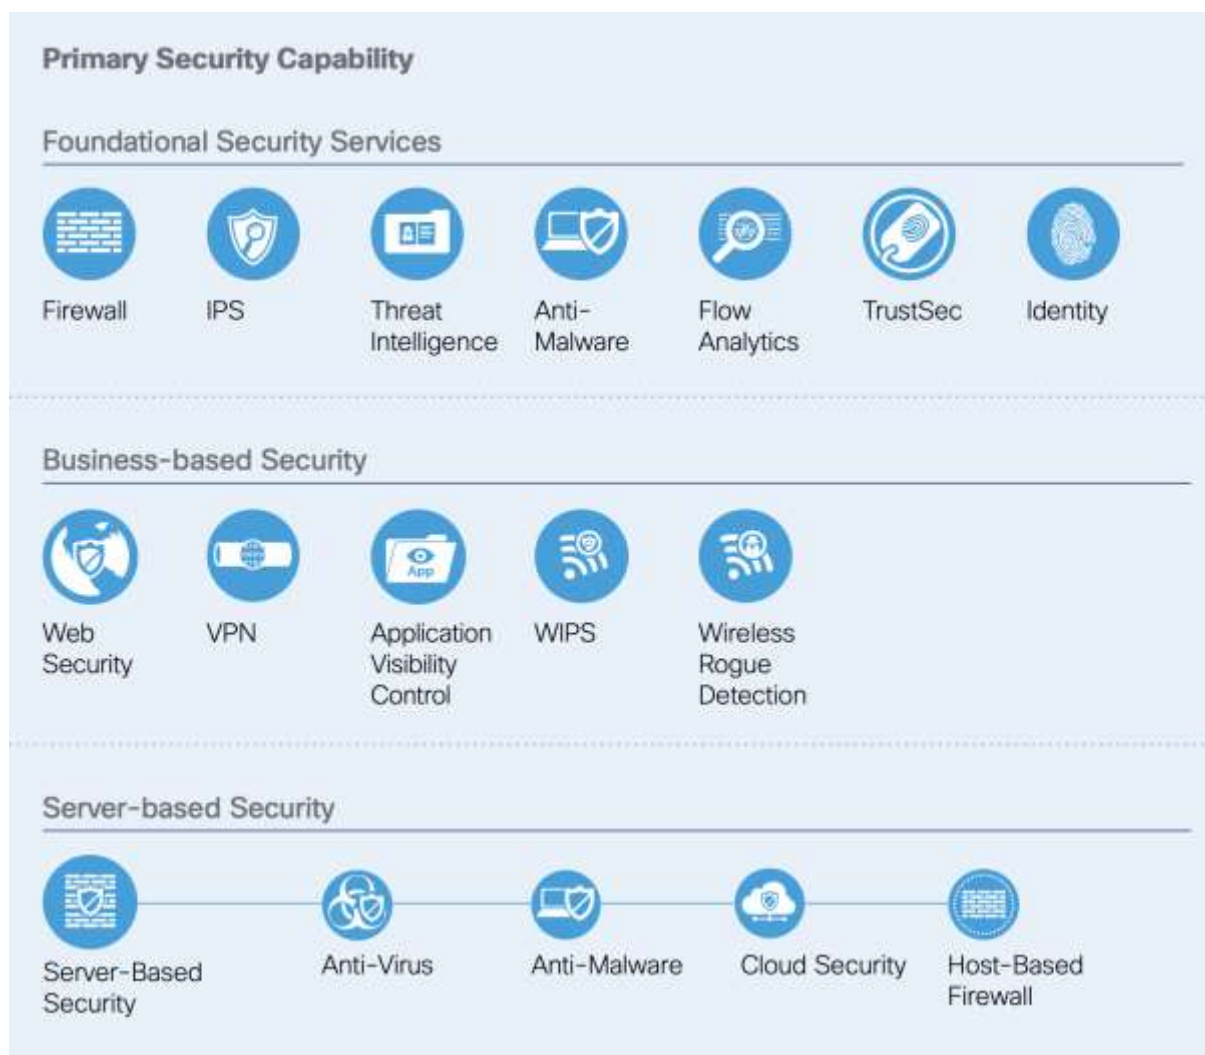 Primary Security Capability
Foundational Security Services
Firewall
IPS
Threat
Intelligence
Anti-
Malware
Flow
Analytics
TrustSec
Identity
Business-based Security
Web
Security
VPN
App
Application
Visibility
Control
WIPS
Wireless
Rogue
Detection
Server-based Security
Server-Based
Security
Anti-Virus
Anti-Malware
Cloud Security
Host-Based
Firewall